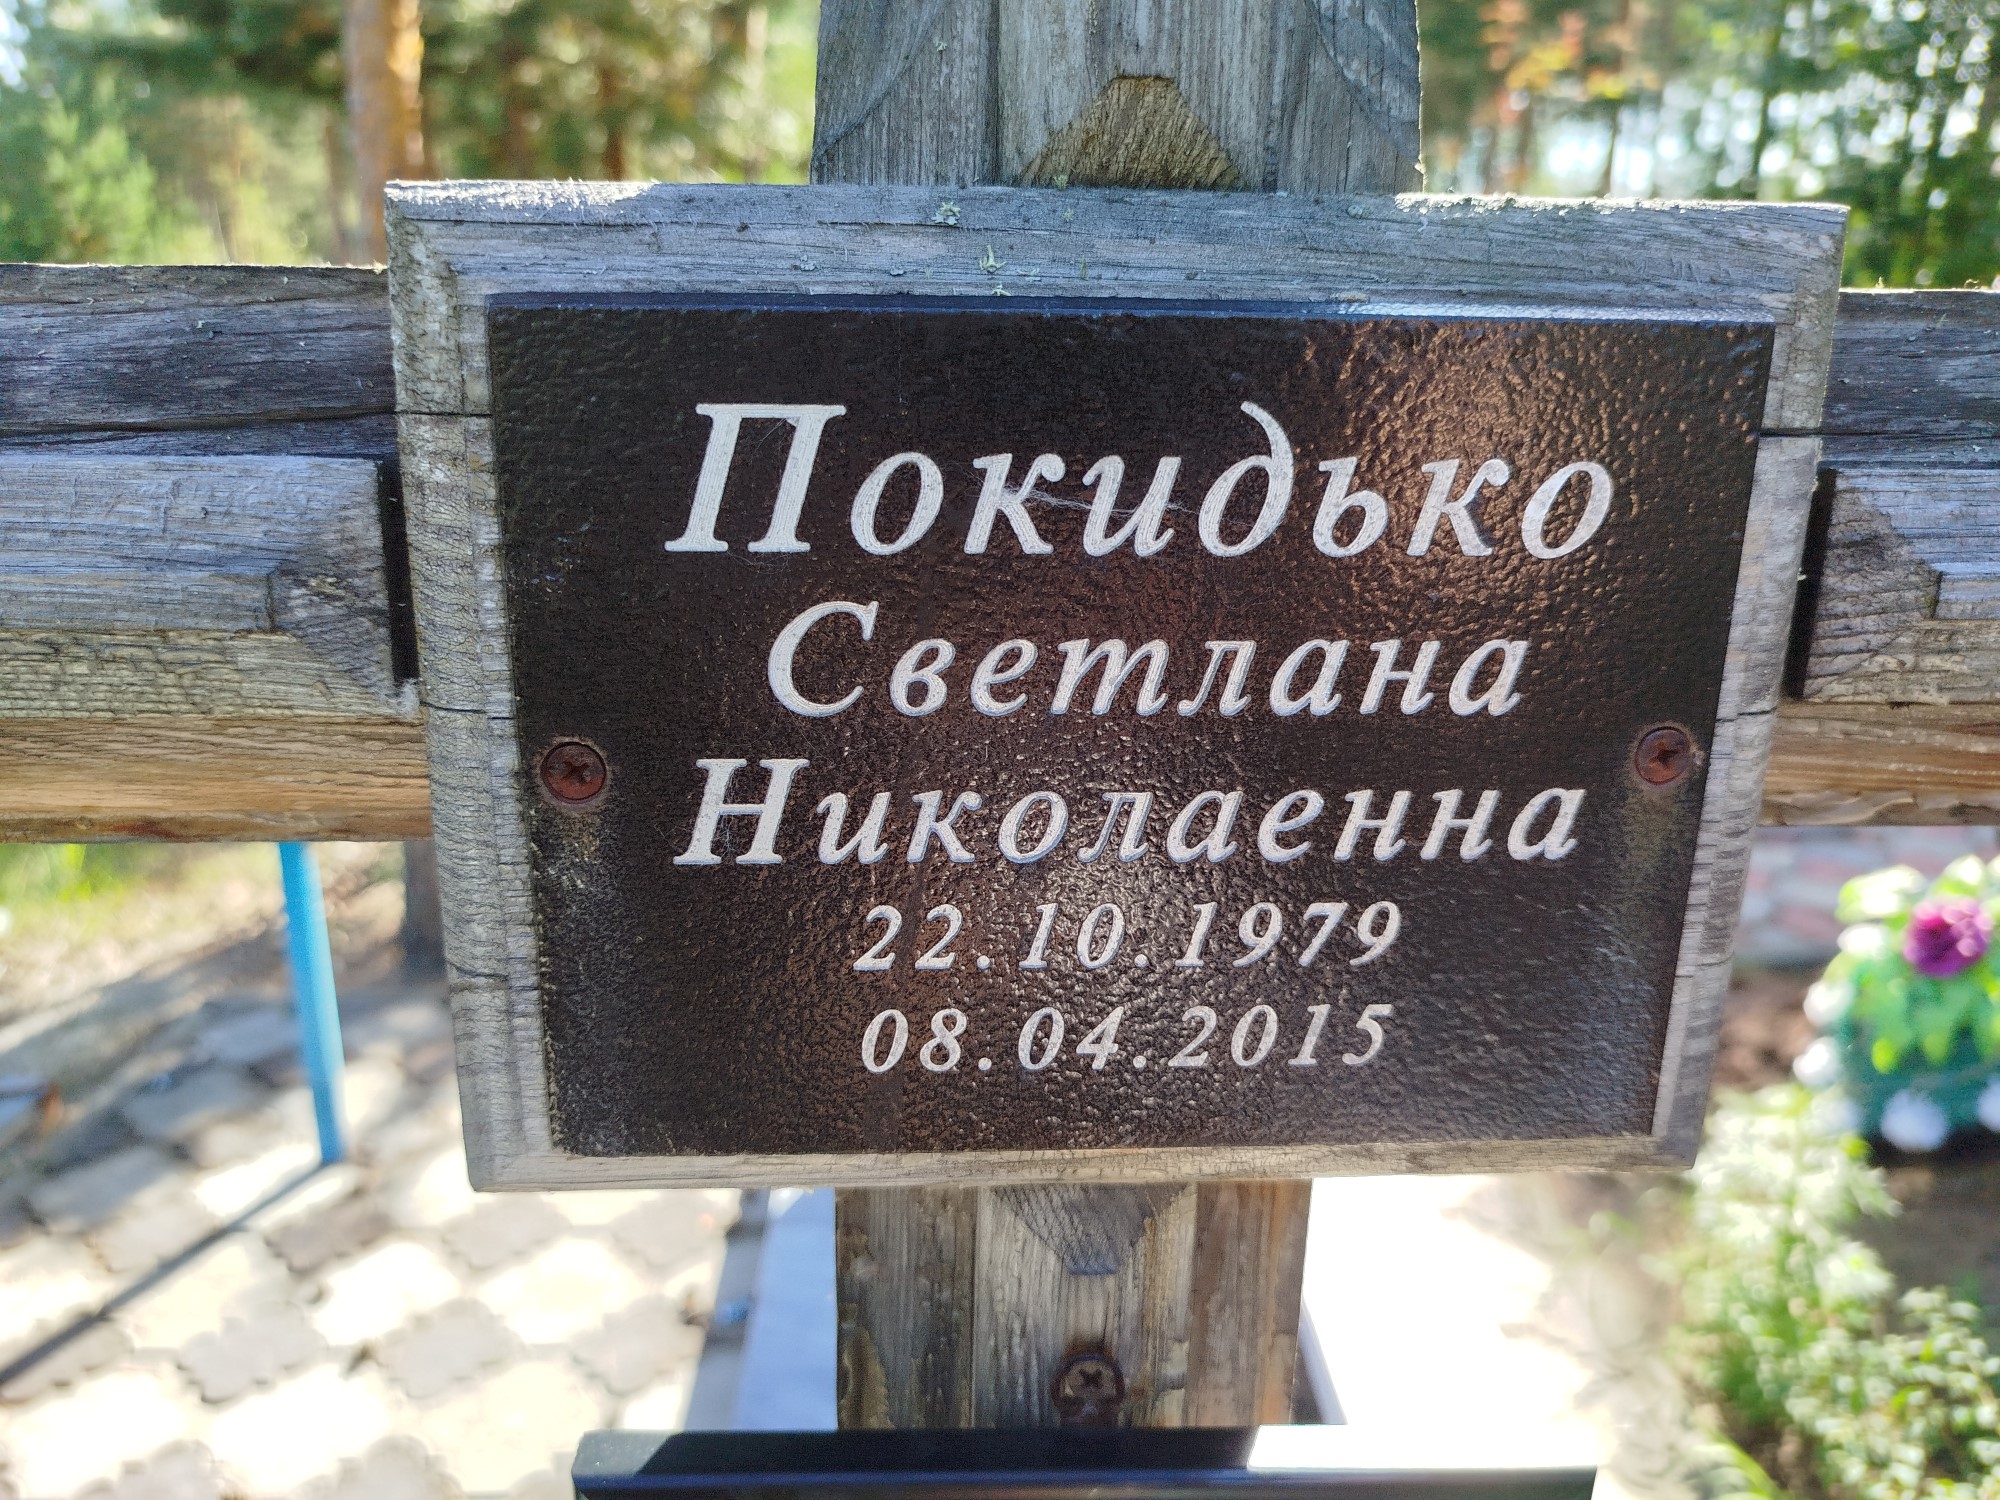 Покидько
Светлана
Николаенна
22.10.1979
08.04.2015